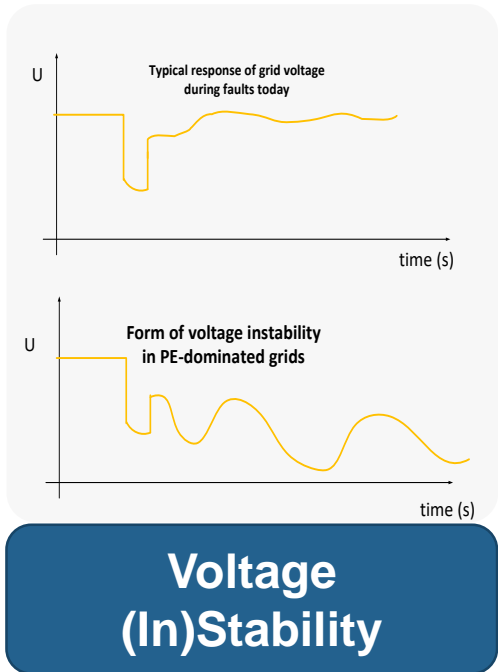 U
Typical response of grid voltage
during faults today
time (s)
U
Form of voltage instability
in PE-dominated grids
time (s)
Voltage
(In)Stability